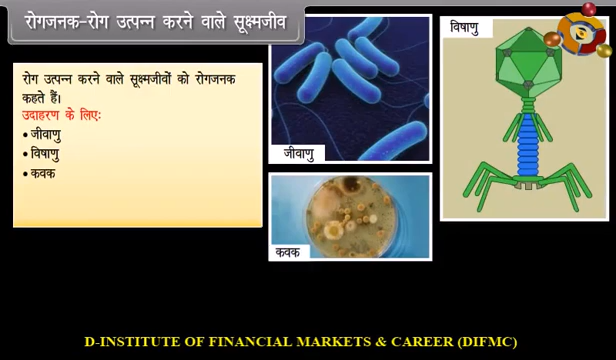 रोगजनक-रोग उत्पन्न करने वाले सूक्ष्मजीव
रोग उत्पन्न करने वाले सूक्ष्मजीवों को रोगजनक
कहते हैं।
उदाहरण के लिएः
•जीवाणु
•विषाणु
•कवक
जीवाणु
कवक
विषाणु
D-INSTITUTE OF FINANCIAL MARKETS & CAREER (DIFMC)